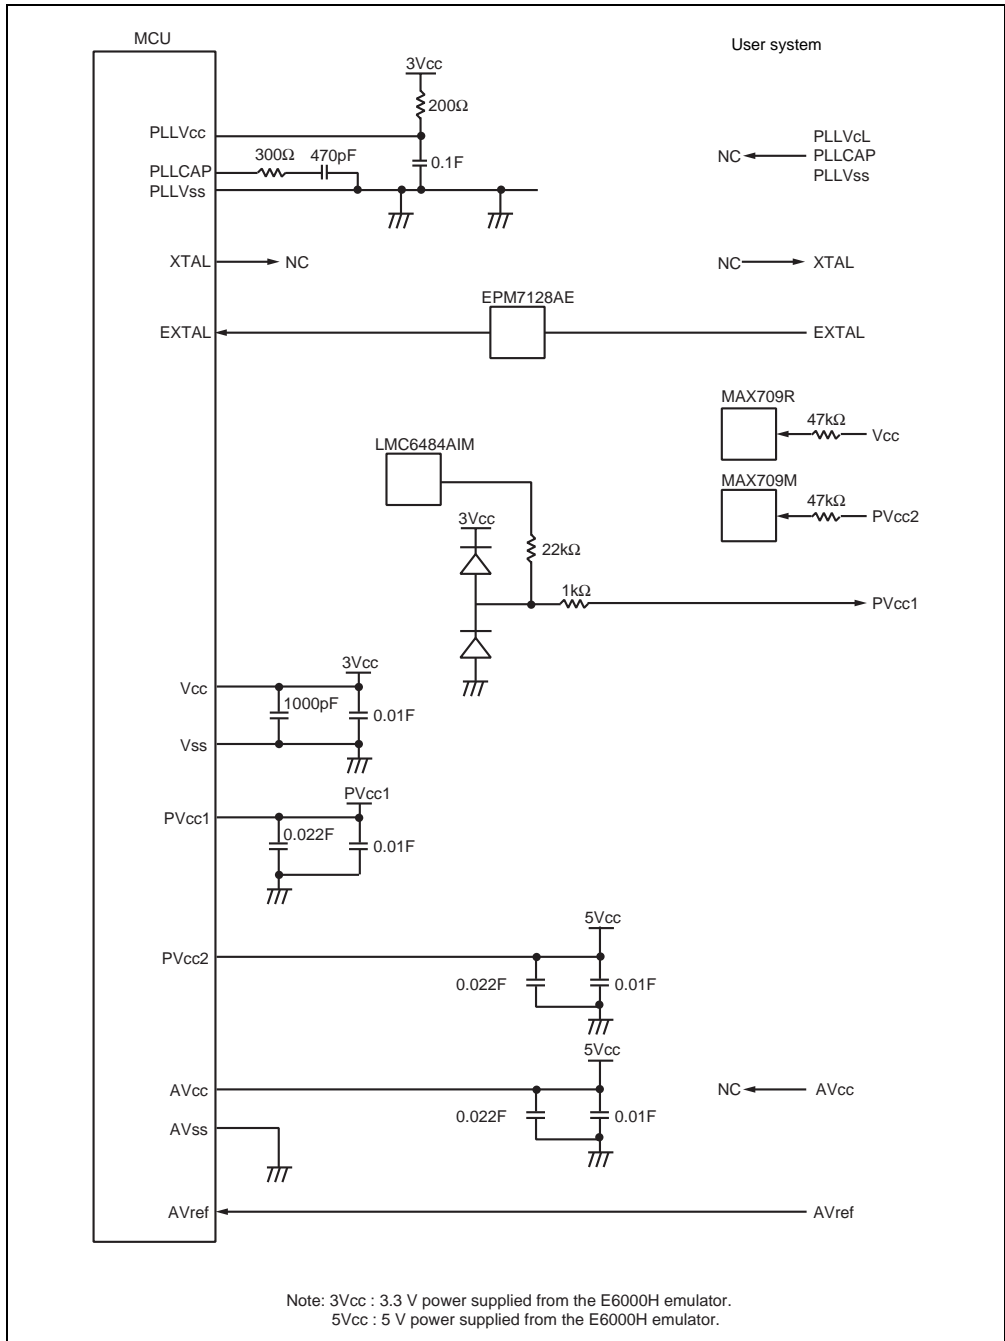 MCU
User system
3Vcc
200Ω
PLLVcc
PLLVcL
300Ω 470pF
0.1F
NC
PLLCAP
PLLCAP
PLLVss
PLLVss
XTAL
NC
NC
XTAL
EPM7128AE
EXTAL
EXTAL
MAX709R
47kΩ
Vcc
LMC6484AIM
MAX709M
47kΩ
PVcc2
3Vcc
22kΩ
1kΩ
PVcc1
3Vcc
Vcc
1000pF
0.01F
Vss
PVcc1
PVcc1
0.022F
0.01F
5Vcc
PVcc2
0.022F
0.01F
5Vcc
AVcc
NC
AVcc
0.022F
0.01F
AVss
AVref
AVref
Note: 3Vcc : 3.3 V power supplied from the E6000H emulator.
5Vcc : 5 V power supplied from the E6000H emulator.